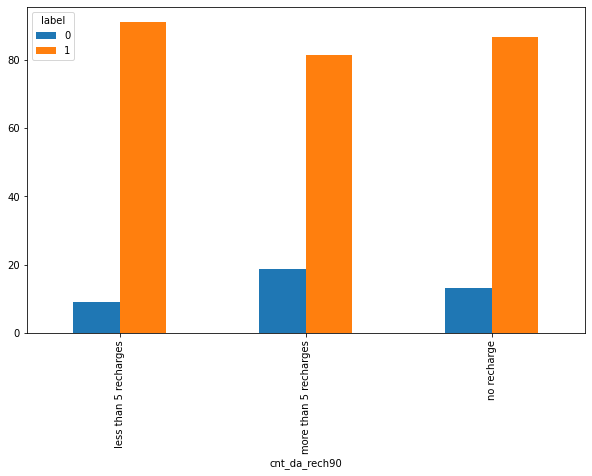 label
0
1
80
60
40
20
0
less than 5 recharges
more than 5 recharges
no recharge
cnt_da_rech90